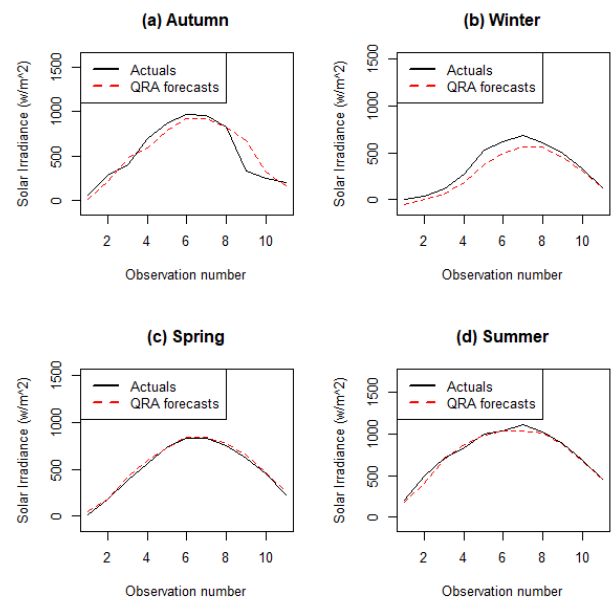 (a) Autumn
Solar Irradiance (w/m^2)
1500
1000
500
0
Actuals
QRA forecasts
2 4 6 8 10
Observation number
(b) Winter
Solar Irradiance (w/m^2)
1500
1000
500
0
Actuals
QRA forecasts
2 4 6 8 10
Observation number
(c) Spring
Solar Irradiance (w/m^2)
1500
1000
500
0
Actuals
QRA forecasts
2 4 6 8 10
Observation number
(d) Summer
Solar Irradiance (w/m^2)
1500
1000
500
0
Actuals
QRA forecasts
2 4 6 8 10
Observation number